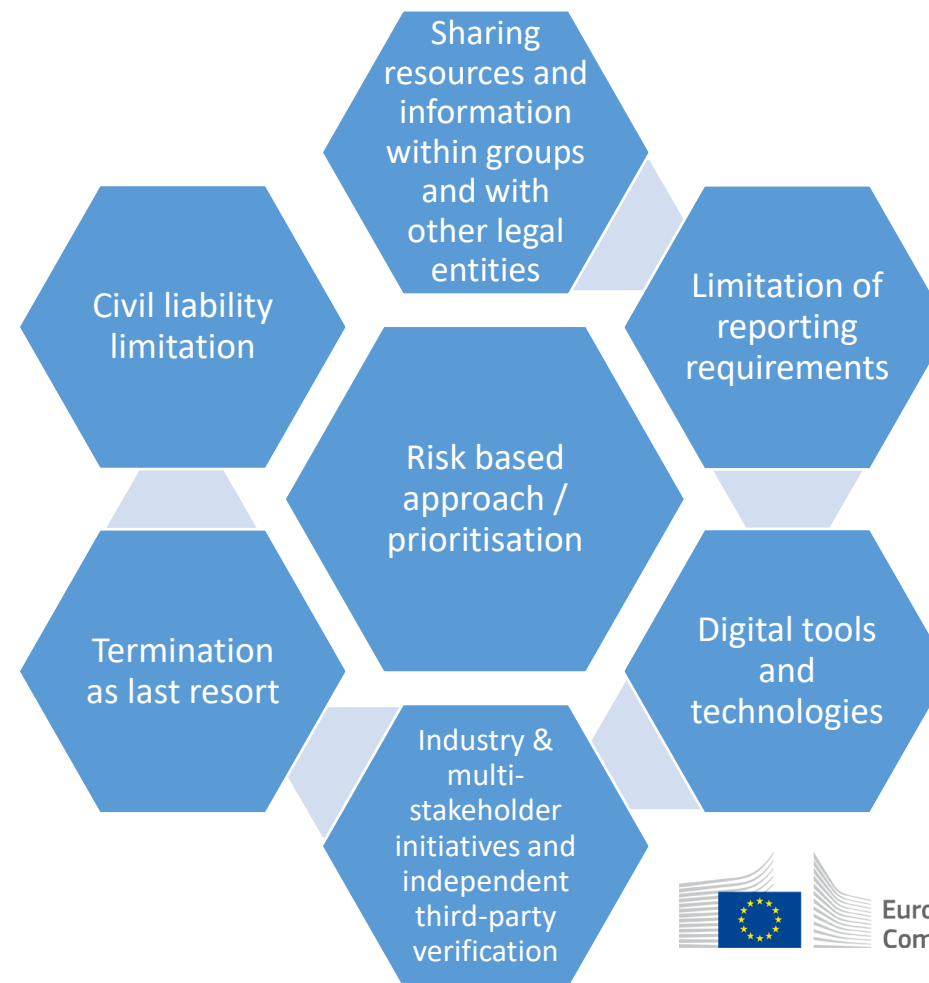 Sharing
resources and
information
within groups
and with
other legal
entities
Civil liability
limitation
Limitation of
reporting
requirements
Risk based
approach /
prioritisation
Termination
as last resort
Digital tools
and
technologies
Industry &
multi-
stakeholder
initiatives and
independent
third-party
verification